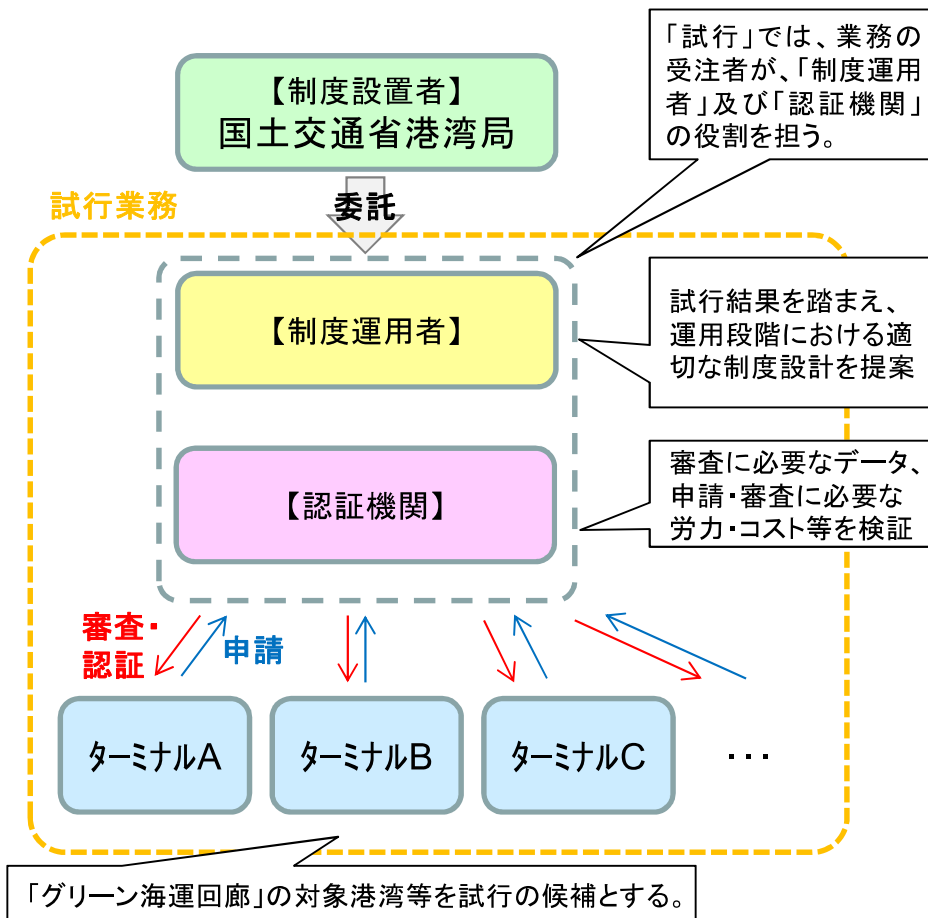 「試行」では、業務の
受注者が、「制度運用
者」及び「認証機関」
の役割を担う。
【制度設置者】
国土交通省港湾局
委託
試行業務
【制度運用者】
試行結果を踏まえ、
運用段階における適
切な制度設計を提案
【認証機関】
審査に必要なデータ、
申請・審査に必要な
労力・コスト等を検証
審査・
認証
申請
ターミナルA
ターミナルB
ターミナルC
・・・
「グリーン海運回廊」の対象港湾等を試行の候補とする。